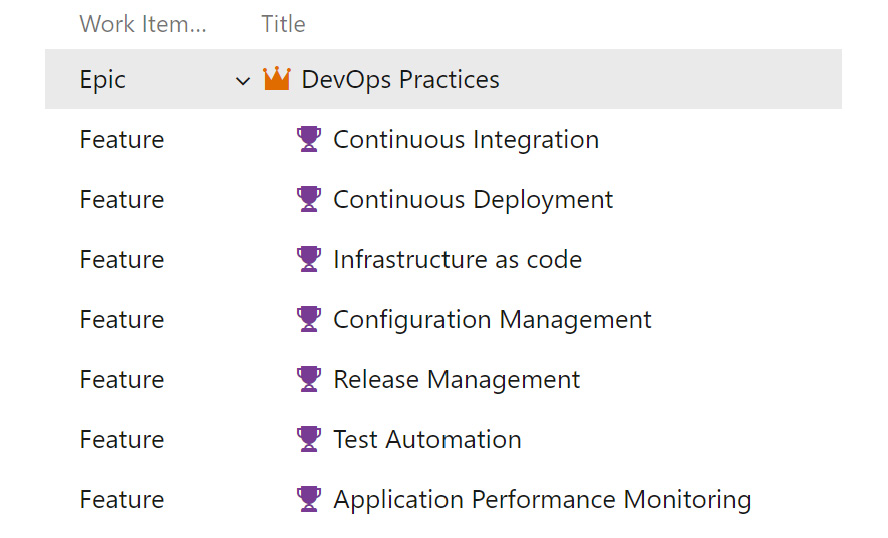 Work Item... Title
Epic DevOps Practices
Feature Continuous Integration
Feature Continuous Deployment
Feature Infrastructure as code
Feature Configuration Management
Feature Release Management
Feature Test Automation
Feature Application Performance Monitoring